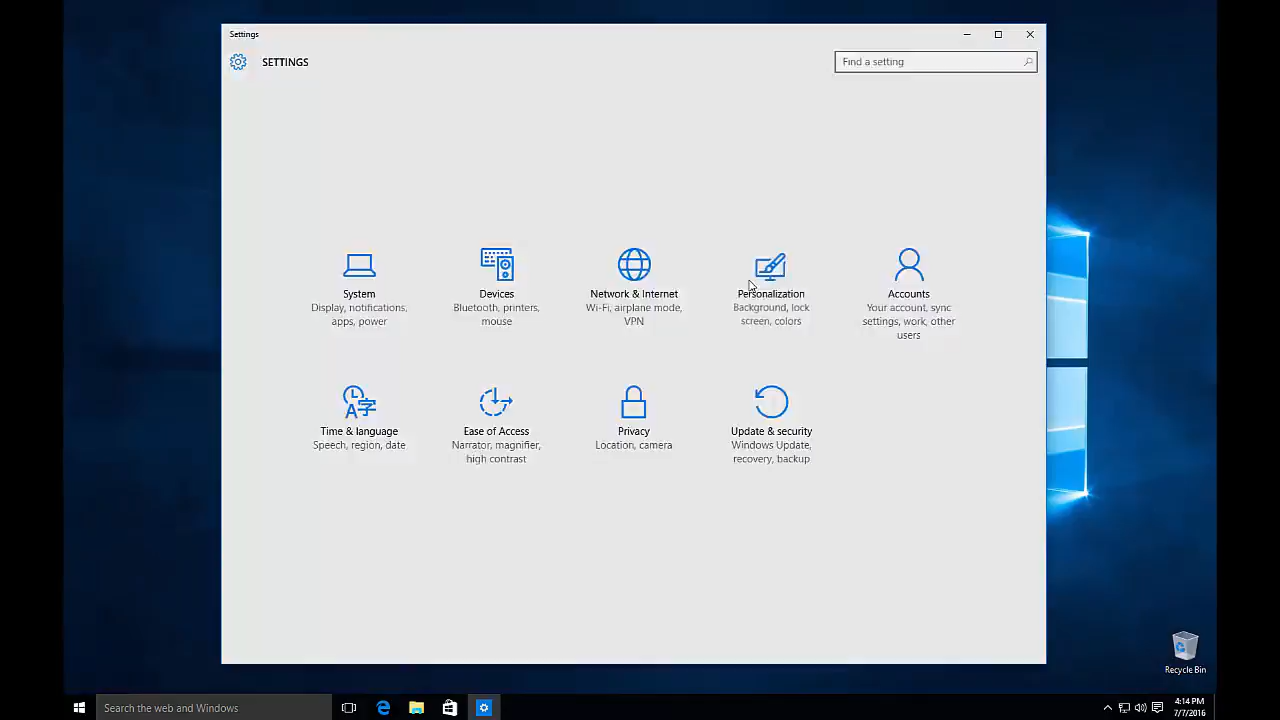 Settings
SETTINGS
Find a setting
System
Display, notifications,
apps, power
Devices
Bluetooth, printers,
mouse
Network & Internet
Wi-Fi, airplane mode,
VPN
Personalization
Background, lock
screen, colors
Accounts
Your account, sync
settings, work, other
users
Time & language
Speech, region, date
Ease of Access
Narrator, magnifier,
high contrast
Privacy
Location, camera
Update & security
Windows Update,
recovery, backup
Recycle Bin
Search the web and Windows
4:14 PM
7/7/2016